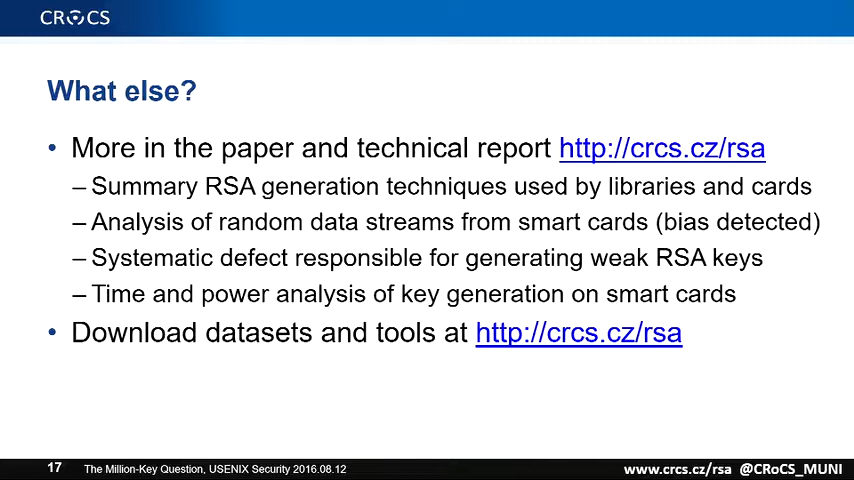 CROCS
What else?
• More in the paper and technical report http://crcs.cz/rsa
– Summary RSA generation techniques used by libraries and cards
– Analysis of random data streams from smart cards (bias detected)
– Systematic defect responsible for generating weak RSA keys
– Time and power analysis of key generation on smart cards
• Download datasets and tools at http://crcs.cz/rsa
17 The Million-Key Question, USENIX Security 2016.08.12 www.crcs.cz/rsa @CRoCS_MUNI